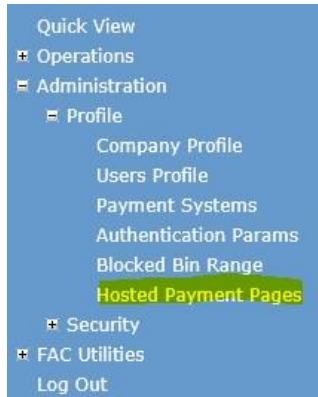 Quick View
Operations
Administration
Profile
Company Profile
Users Profile
Payment Systems
Authentication Params
Blocked Bin Range
Hosted Payment Pages
Security
FAC Utilities
Log Out